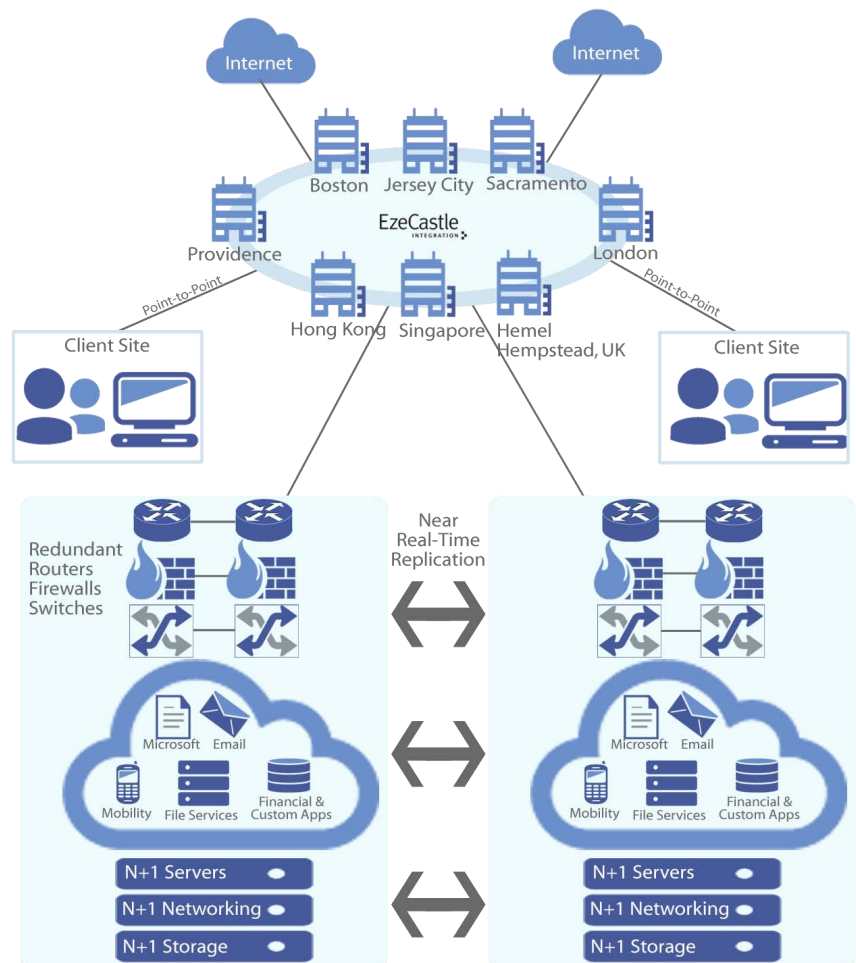 Internet
Internet
Boston
Jersey City
Sacramento
EzeCastle
INTEGRATION
Providence
London
Point-to-Point
Point-to-Point
Hong Kong
Singapore
Hemel
Hempstead, UK
Client Site
Client Site
Redundant
Routers
Firewalls
Switches
Near
Real-Time
Replication
Microsoft
Email
Mobility
File Services
Financial &
Custom Apps
N+1 Servers
N+1 Networking
N+1 Storage
Microsoft
Email
Mobility
File Services
Financial &
Custom Apps
N+1 Servers
N+1 Networking
N+1 Storage